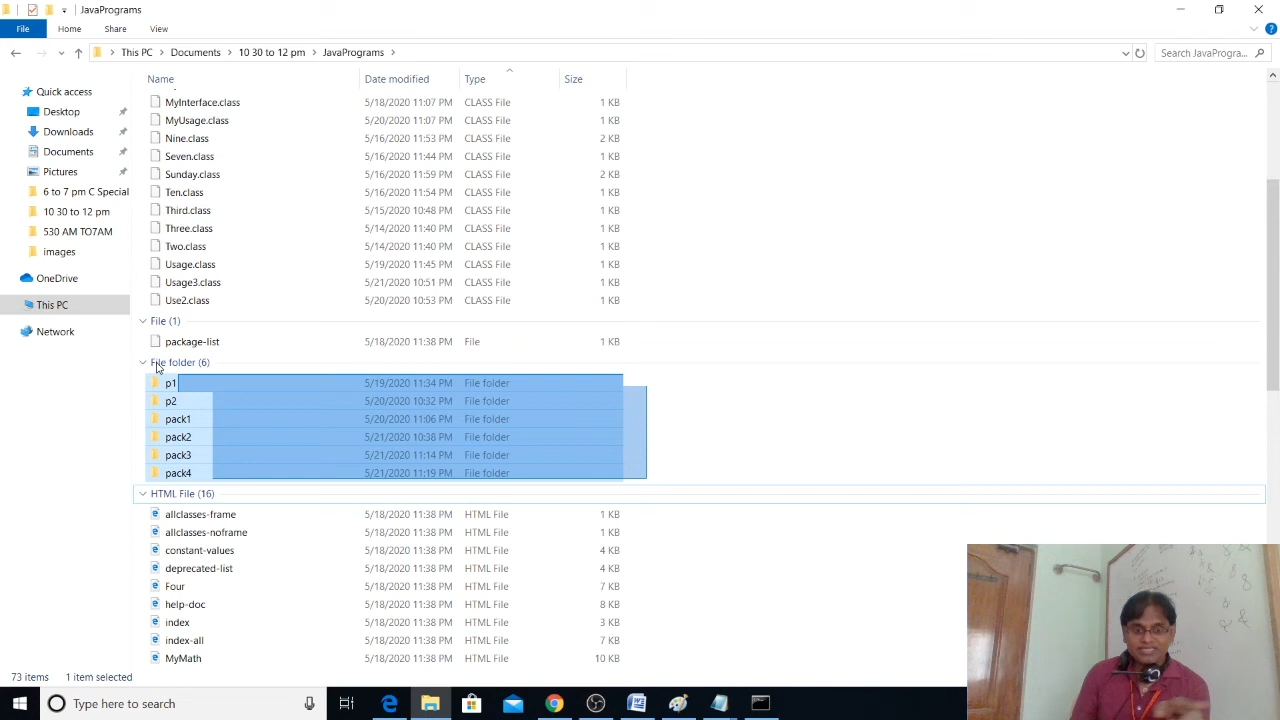 JavaPrograms
File Home Share View
This PC Documents 10 30 to 12 pm JavaPrograms Search JavaProgra...
Name Date modified Type Size
Quick access
Desktop
Downloads
Documents
Pictures
6 to 7 pm C Special
10 30 to 12 pm
530 AM TO7AM
images
OneDrive
This PC
Network
MyInterface.class 5/18/2020 11:07 PM CLASS File 1 KB
MyUsage.class 5/20/2020 11:07 PM CLASS File 1 KB
Nine.class 5/16/2020 11:53 PM CLASS File 2 KB
Seven.class 5/16/2020 11:44 PM CLASS File 1 KB
Sunday.class 5/16/2020 11:59 PM CLASS File 2 KB
Ten.class 5/16/2020 11:54 PM CLASS File 1 KB
Third.class 5/15/2020 10:48 PM CLASS File 1 KB
Three.class 5/14/2020 11:40 PM CLASS File 1 KB
Two.class 5/14/2020 11:40 PM CLASS File 1 KB
Usage.class 5/19/2020 11:45 PM CLASS File 1 KB
Usage3.class 5/21/2020 10:51 PM CLASS File 1 KB
Use2.class 5/20/2020 10:53 PM CLASS File 1 KB
File (1)
package-list 5/18/2020 11:38 PM File 1 KB
File folder (6)
p1 5/19/2020 11:34 PM File folder
p2 5/20/2020 10:32 PM File folder
pack1 5/20/2020 11:06 PM File folder
pack2 5/21/2020 10:38 PM File folder
pack3 5/21/2020 11:14 PM File folder
pack4 5/21/2020 11:19 PM File folder
HTML File (16)
allclasses-frame 5/18/2020 11:38 PM HTML File 1 KB
allclasses-noframe 5/18/2020 11:38 PM HTML File 1 KB
constant-values 5/18/2020 11:38 PM HTML File 4 KB
deprecated-list 5/18/2020 11:38 PM HTML File 4 KB
Four 5/18/2020 11:38 PM HTML File 7 KB
help-doc 5/18/2020 11:38 PM HTML File 8 KB
index 5/18/2020 11:38 PM HTML File 3 KB
index-all 5/18/2020 11:38 PM HTML File 7 KB
MyMath 5/18/2020 11:38 PM HTML File 10 KB
73 items 1 item selected
Type here to search